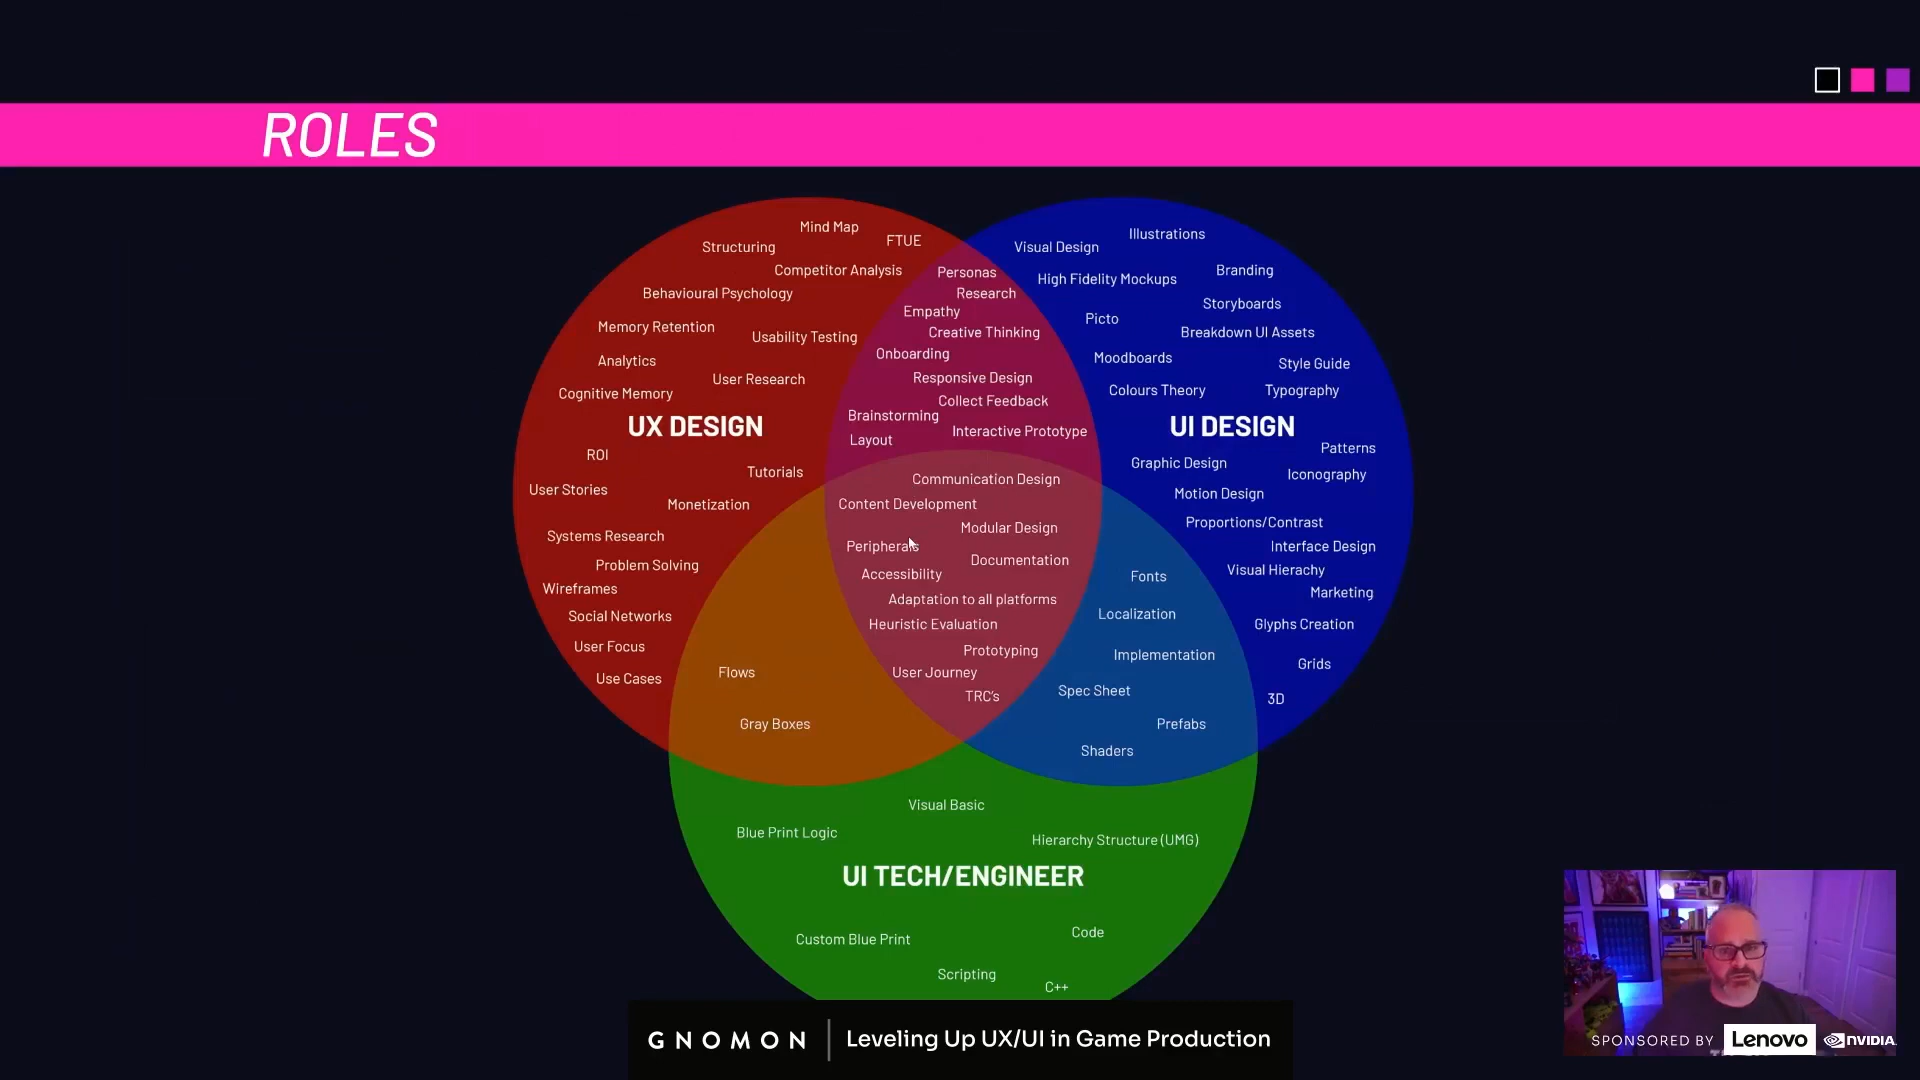 ROLES
Mind Map
FTUE
Structuring
Competitor Analysis
Behavioural Psychology
Memory Retention
Usability Testing
Analytics
User Research
Cognitive Memory
UX DESIGN
ROI
Tutorials
User Stories
Monetization
Systems Research
Problem Solving
Wireframes
Social Networks
User Focus
Use Cases
Personas
Research
Empathy
Creative Thinking
Onboarding
Responsive Design
Collect Feedback
Brainstorming
Interactive Prototype
Layout
Illustrations
Visual Design
Branding
High Fidelity Mockups
Storyboards
Picto
Breakdown UI Assets
Moodboards
Style Guide
Colours Theory
Typography
UI DESIGN
Patterns
Graphic Design
Iconography
Motion Design
Proportions/Contrast
Interface Design
Visual Hierachy
Marketing
Glyphs Creation
Grids
3D
Communication Design
Content Development
Modular Design
Peripherals
Documentation
Accessibility
Adaptation to all platforms
Heuristic Evaluation
Prototyping
User Journey
TRC's
Flows
Gray Boxes
Fonts
Localization
Implementation
Spec Sheet
Prefabs
Shaders
Visual Basic
Blue Print Logic
Hierarchy Structure (UMG)
UI TECH/ENGINEER
Code
Custom Blue Print
Scripting
C++
GNOMON
Leveling Up UX/UI in Game Production
SPONSORED BY Lenovo NVIDIA